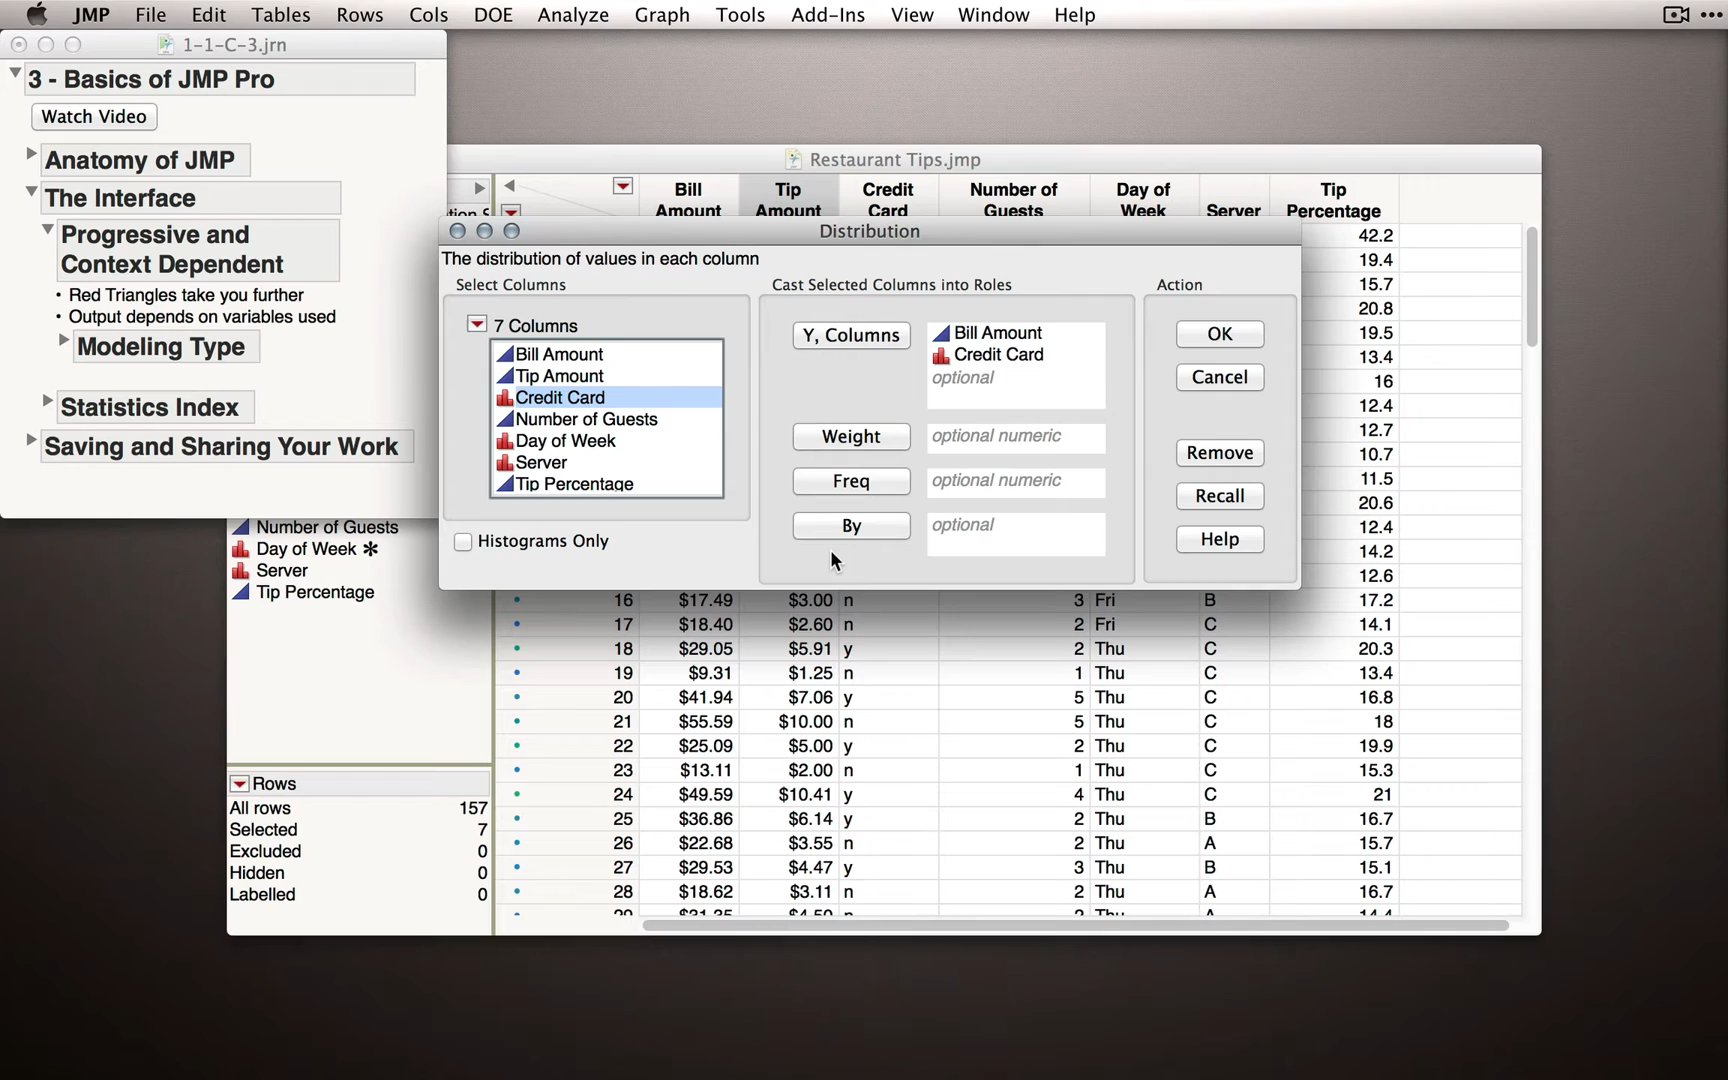 JMP File Edit Tables Rows Cols DOE Analyze Graph Tools Add-Ins View Window Help
1-1-C-3.jrn
3 - Basics of JMP Pro
Watch Video
Anatomy of JMP
The Interface
Progressive and
Context Dependent
• Red Triangles take you further
• Output depends on variables used
Modeling Type
Statistics Index
Saving and Sharing Your Work
Restaurant Tips.jmp
Bill Tip Credit Number of Day of Tip
Amount Amount Card Guests Week Server Percentage
Distribution
The distribution of values in each column
Select Columns
7 Columns
Bill Amount
Tip Amount
Credit Card
Number of Guests
Day of Week
Server
Tip Percentage
Histograms Only
Cast Selected Columns into Roles
Y, Columns
Bill Amount
Credit Card
optional
Weight optional numeric
Freq optional numeric
By optional
Action
OK
Cancel
Remove
Recall
Help
42.2
19.4
15.7
20.8
19.5
13.4
16
12.4
12.7
10.7
11.5
20.6
12.4
14.2
12.6
Number of Guests
Day of Week ✻
Server
Tip Percentage
16 $17.49 $3.00 n 3 Fri B 17.2
17 $18.40 $2.60 n 2 Fri C 14.1
18 $29.05 $5.91 y 2 Thu C 20.3
19 $9.31 $1.25 n 1 Thu C 13.4
20 $41.94 $7.06 y 5 Thu C 16.8
21 $55.59 $10.00 n 5 Thu C 18
22 $25.09 $5.00 y 2 Thu C 19.9
23 $13.11 $2.00 n 1 Thu C 15.3
24 $49.59 $10.41 y 4 Thu C 21
25 $36.86 $6.14 y 2 Thu B 16.7
26 $22.68 $3.55 n 2 Thu A 15.7
27 $29.53 $4.47 y 3 Thu B 15.1
28 $18.62 $3.11 n 2 Thu A 16.7
29 $31.35 $4.50 n 2 Thu A 14.4
Rows
All rows 157
Selected 7
Excluded 0
Hidden 0
Labelled 0